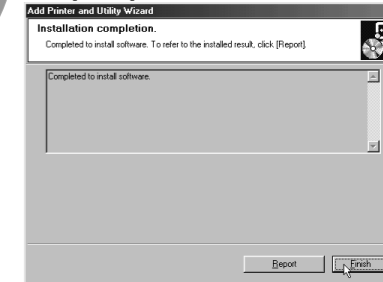 Add Printer and Utility Wizard
Installation completion.
Completed to install software. To refer to the installed result, click [Report].
Completed to install software.
Report
Finish